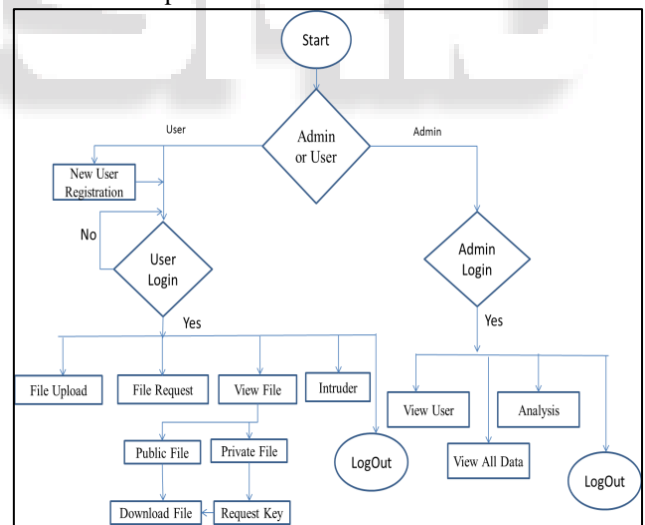 Start
User
Admin
Admin
or User
New User
Registration
No
User
Login
Admin
Login
Yes
Yes
File Upload
File Request
View File
Intruder
View User
Analysis
Public File
Private File
LogOut
View All Data
LogOut
Download File
Request Key